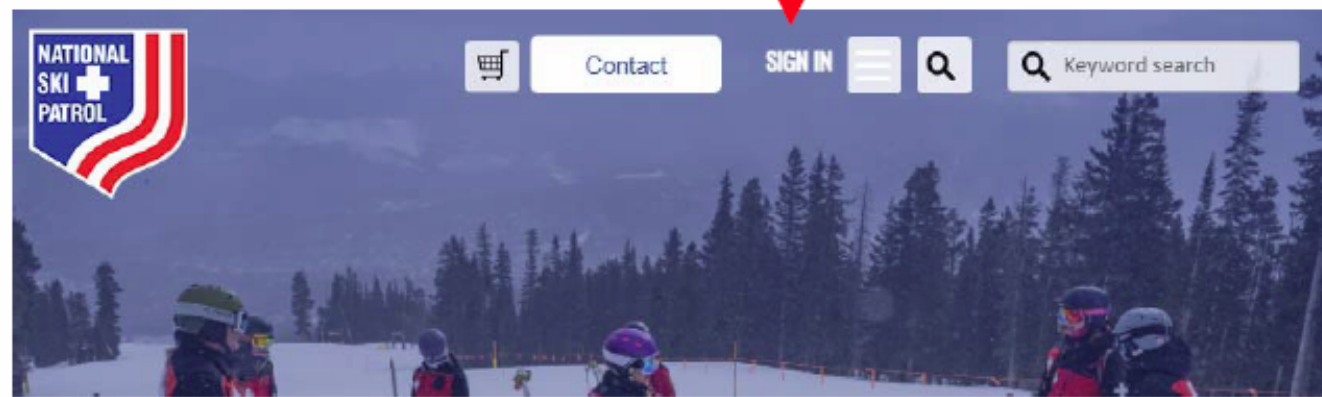 NATIONAL
SKI
PATROL
Contact
SIGN IN
Keyword search